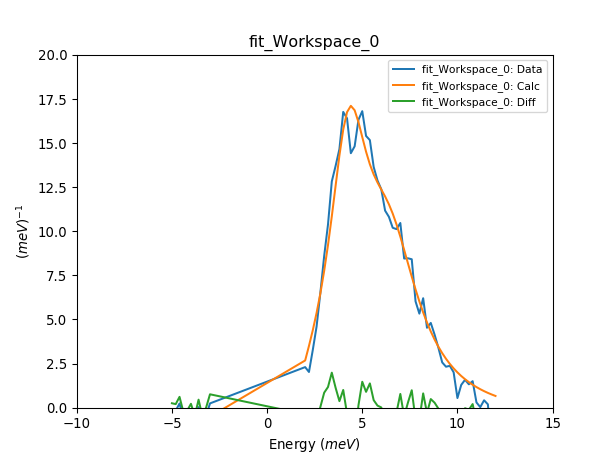 fit_Workspace_0
20.0
17.5
15.0
12.5
10.0
7.5
5.0
2.5
0.0
(meV)⁻¹
fit_Workspace_0: Data
fit_Workspace_0: Calc
fit_Workspace_0: Diff
−10 −5 0 5 10 15
Energy (meV)